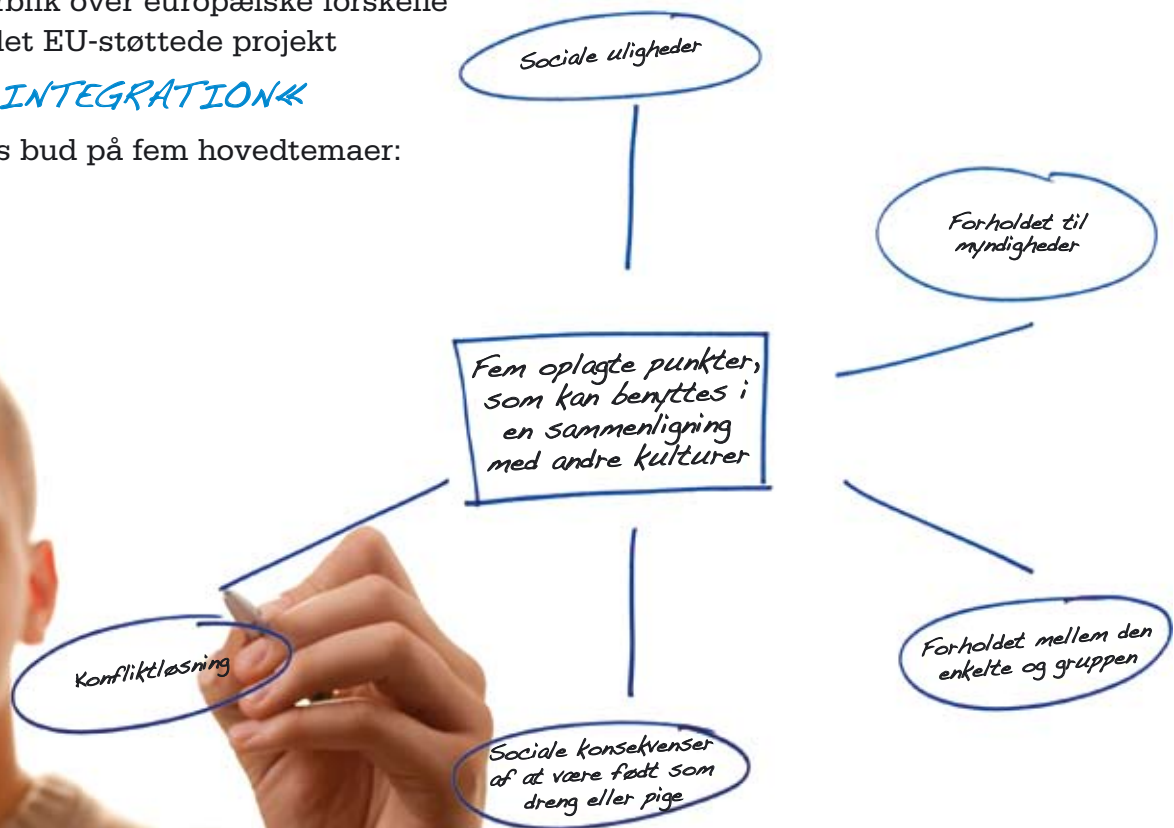 over europæiske forskelle
det EU-støttede projekt
INTEGRATION«
bud på fem hovedtemaer:
Sociale uligheder
Forholdet til
myndigheder
Fem oplagte punkter,
som kan benyttes i
en sammenligning
med andre kulturer
Konfliktløsning
Forholdet mellem den
enkelte og gruppen
Sociale konsekvenser
af at være født som
dreng eller pige